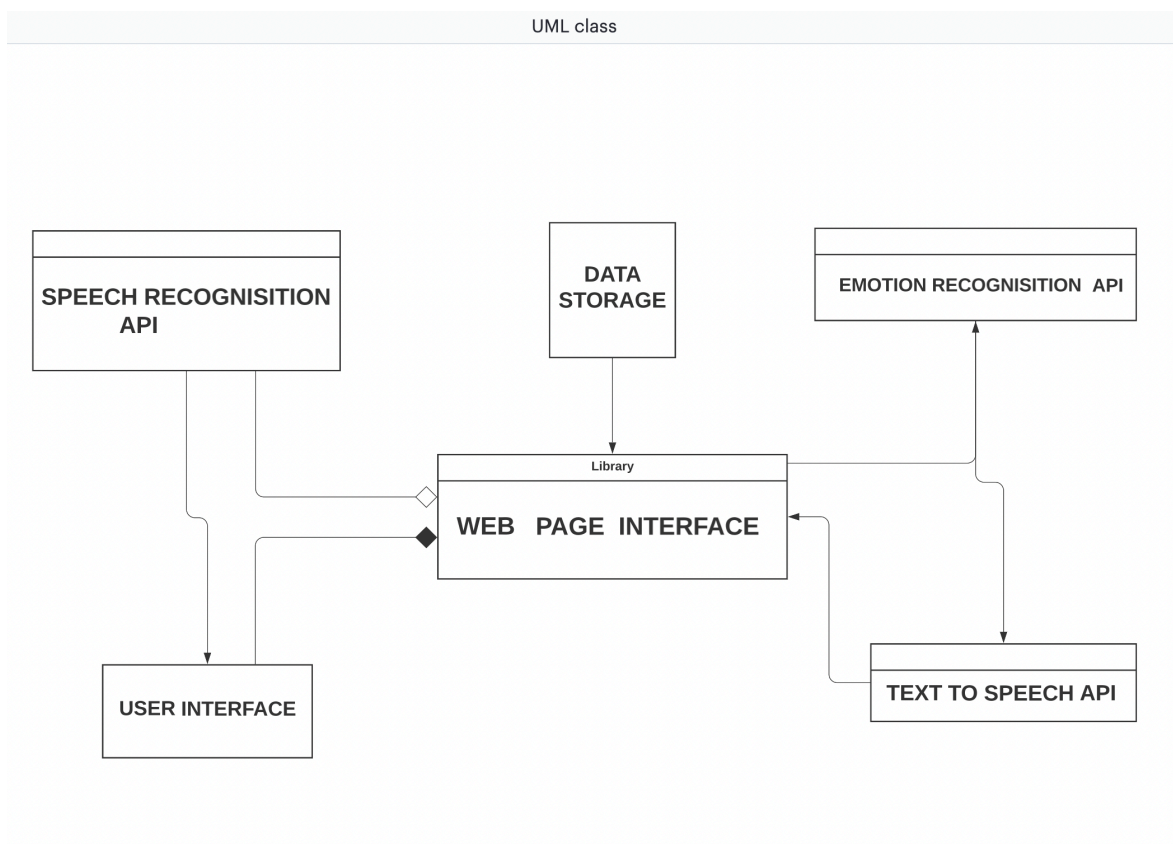 UML class
SPEECH RECOGNISITION
API
DATA
STORAGE
EMOTION RECOGNISITION API
Library
WEB PAGE INTERFACE
USER INTERFACE
TEXT TO SPEECH API